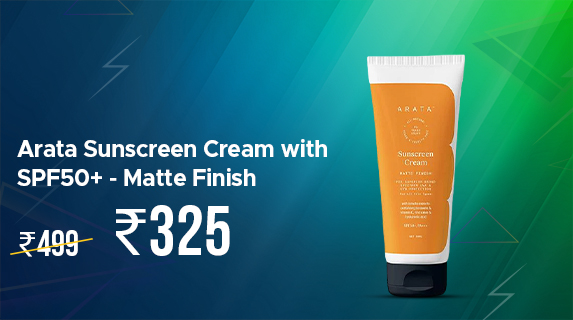 Arata Sunscreen Cream with
SPF50+ - Matte Finish
₹499 ₹325
ARATA
Sunscreen
Cream
MATTE FINISH